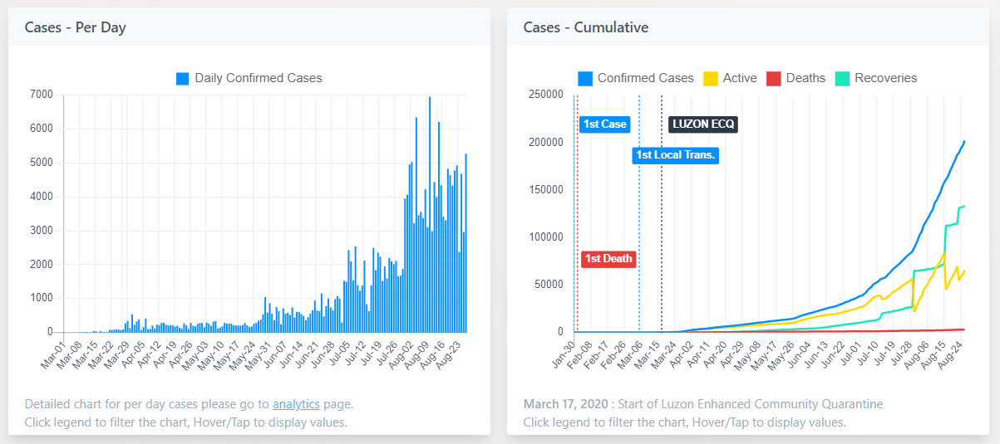 Cases - Per Day
Daily Confirmed Cases
7000
6000
5000
4000
3000
2000
1000
0
Mar-01
Mar-08
Mar-15
Mar-22
Mar-29
Apr-05
Apr-12
Apr-19
Apr-26
May-03
May-10
May-17
May-24
May-31
Jun-07
Jun-14
Jun-21
Jun-28
Jul-05
Jul-12
Jul-19
Jul-26
Aug-02
Aug-09
Aug-16
Aug-23
Detailed chart for per day cases please go to analytics page.
Click legend to filter the chart, Hover/Tap to display values.
Cases - Cumulative
Confirmed Cases Active Deaths Recoveries
250000
200000
150000
100000
50000
0
1st Case
LUZON ECQ
1st Local Trans.
1st Death
Jan-30
Feb-08
Feb-17
Feb-26
Mar-06
Mar-15
Mar-24
Apr-02
Apr-11
Apr-20
Apr-29
May-08
May-17
May-26
Jun-04
Jun-13
Jun-22
Jul-01
Jul-10
Jul-19
Jul-28
Aug-06
Aug-15
Aug-24
March 17, 2020 : Start of Luzon Enhanced Community Quarantine
Click legend to filter the chart, Hover/Tap to display values.